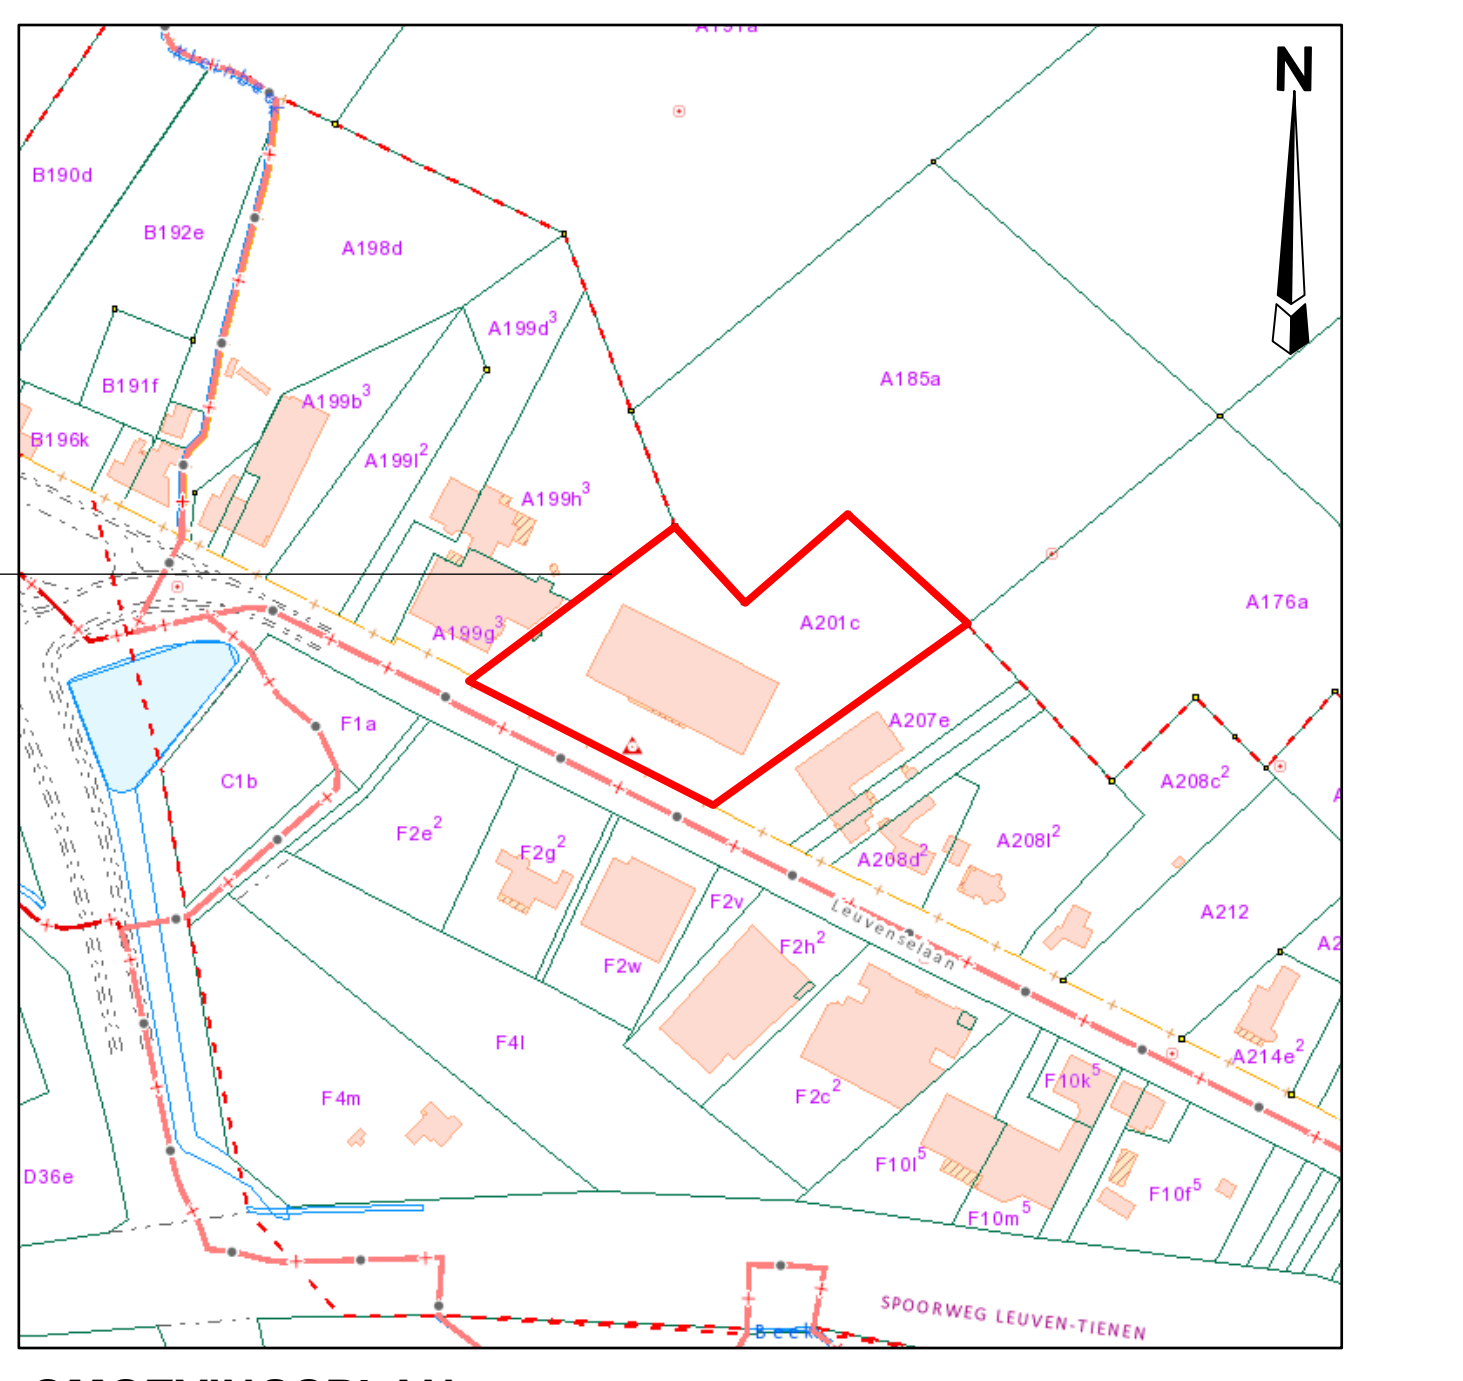 A191a
N
B190d
B192e
A198d
A199d³
A185a
B191f
A199b³
B196k
A199l²
A199h³
A176a
A201c
A199g³
F1a
A207e
C1b
A208c²
F2e²
F2g²
A208l²
A208d²
F2v
A212
Leuvenselaan
F2h²
A2
F2w
F4l
A214e²
F10k⁵
F4m
F2c²
F10l⁵
D36e
F10f⁵
F10m⁵
SPOORWEG LEUVEN-TIENEN